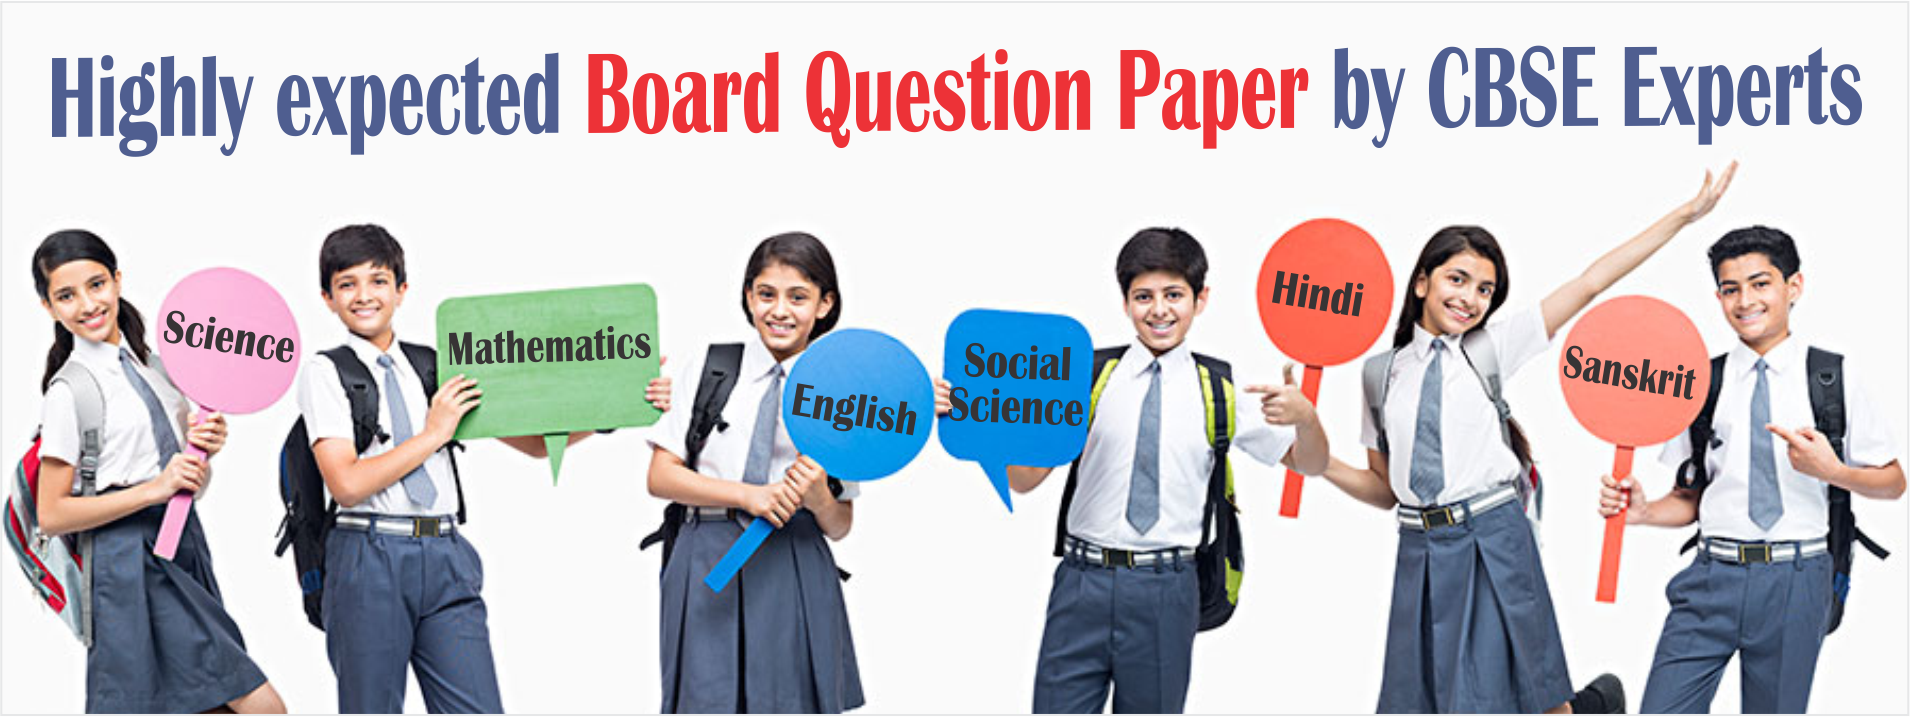 Highly expected Board Question Paper by CBSE Experts
Science
Mathematics
English
Social
Science
Hindi
Sanskrit